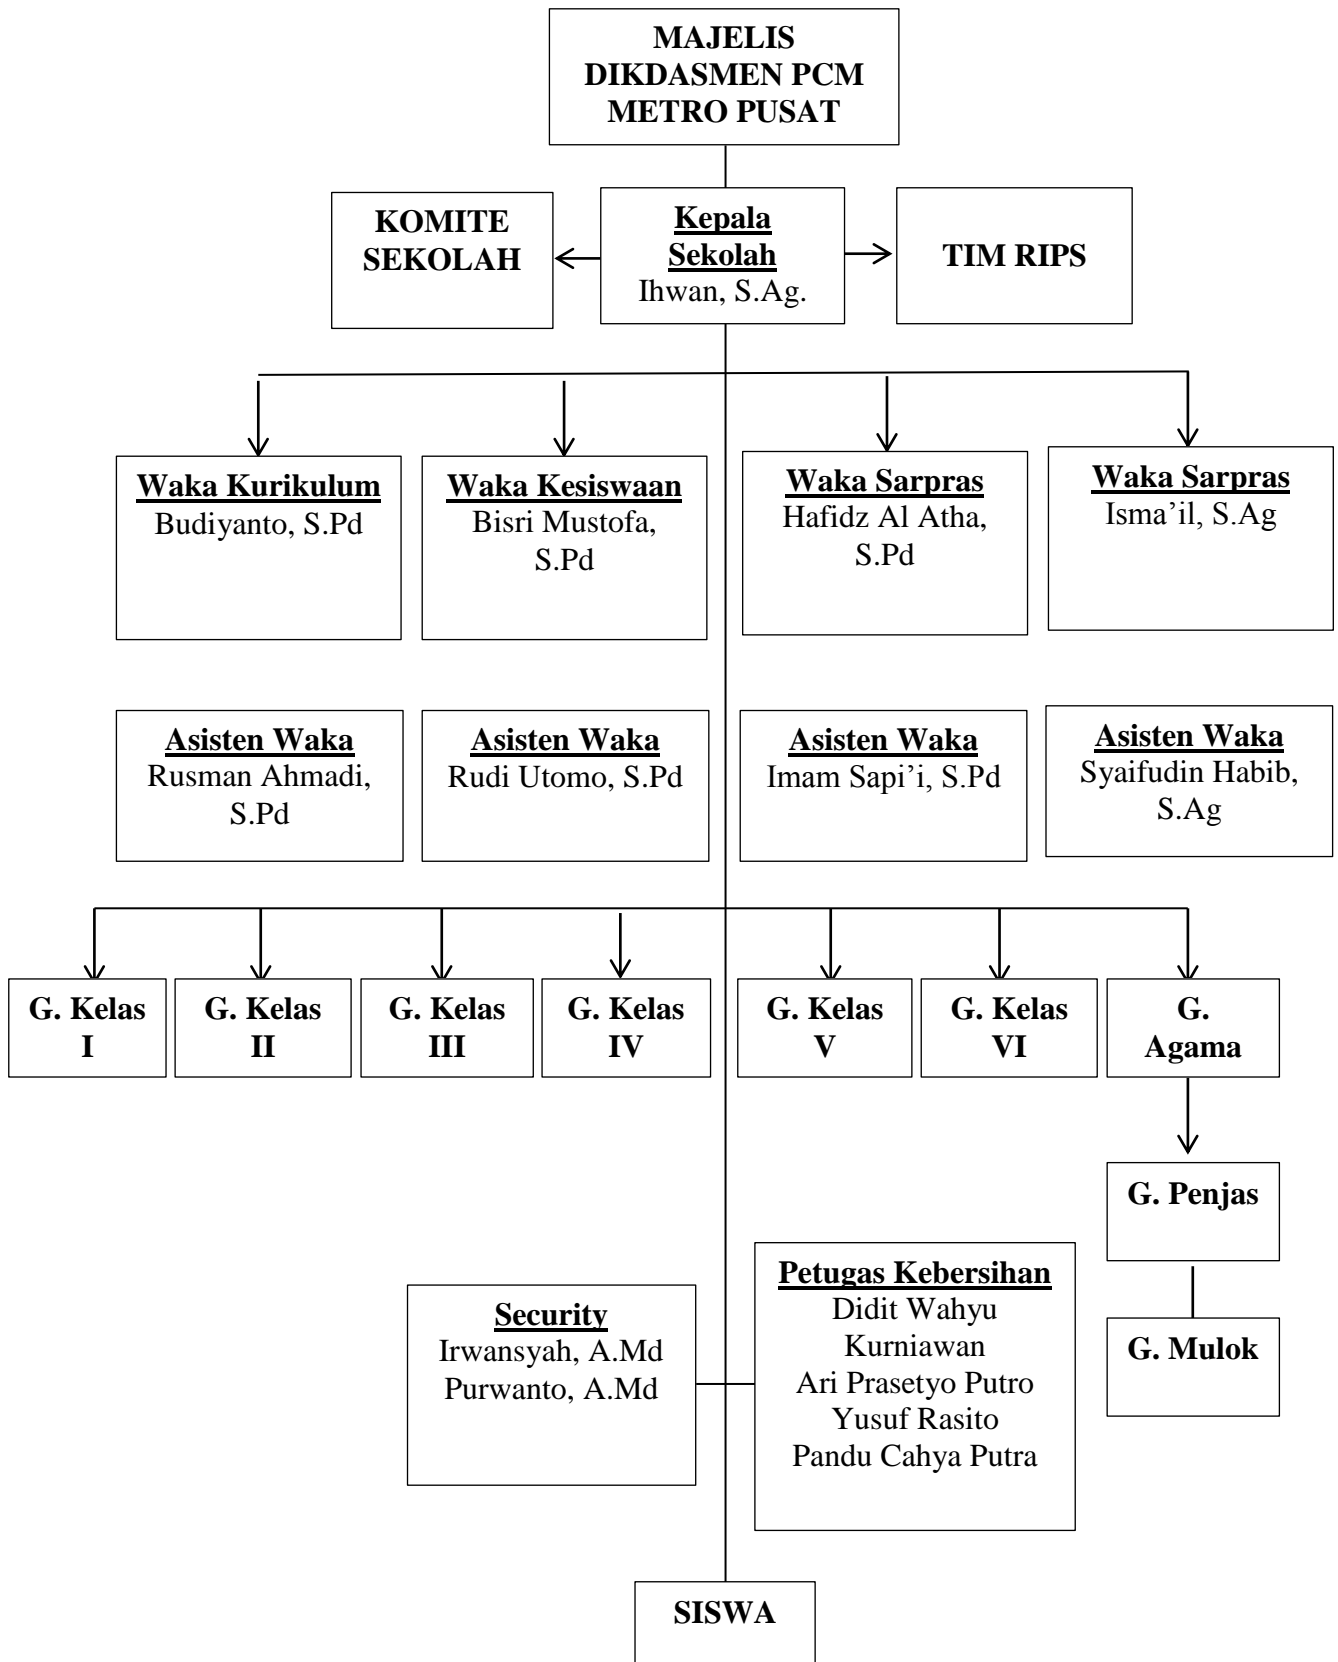 MAJELIS
DIKDASMEN PCM
METRO PUSAT
KOMITE
SEKOLAH
Kepala
Sekolah
Ihwan, S.Ag.
TIM RIPS
Waka Kurikulum
Budiyanto, S.Pd
Waka Kesiswaan
Bisri Mustofa,
S.Pd
Waka Sarpras
Hafidz Al Atha,
S.Pd
Waka Sarpras
Isma’il, S.Ag
Asisten Waka
Rusman Ahmadi,
S.Pd
Asisten Waka
Rudi Utomo, S.Pd
Asisten Waka
Imam Sapi’i, S.Pd
Asisten Waka
Syaifudin Habib,
S.Ag
G. Kelas
I
G. Kelas
II
G. Kelas
III
G. Kelas
IV
G. Kelas
V
G. Kelas
VI
G.
Agama
G. Penjas
G. Mulok
Security
Irwansyah, A.Md
Purwanto, A.Md
Petugas Kebersihan
Didit Wahyu
Kurniawan
Ari Prasetyo Putro
Yusuf Rasito
Pandu Cahya Putra
SISWA